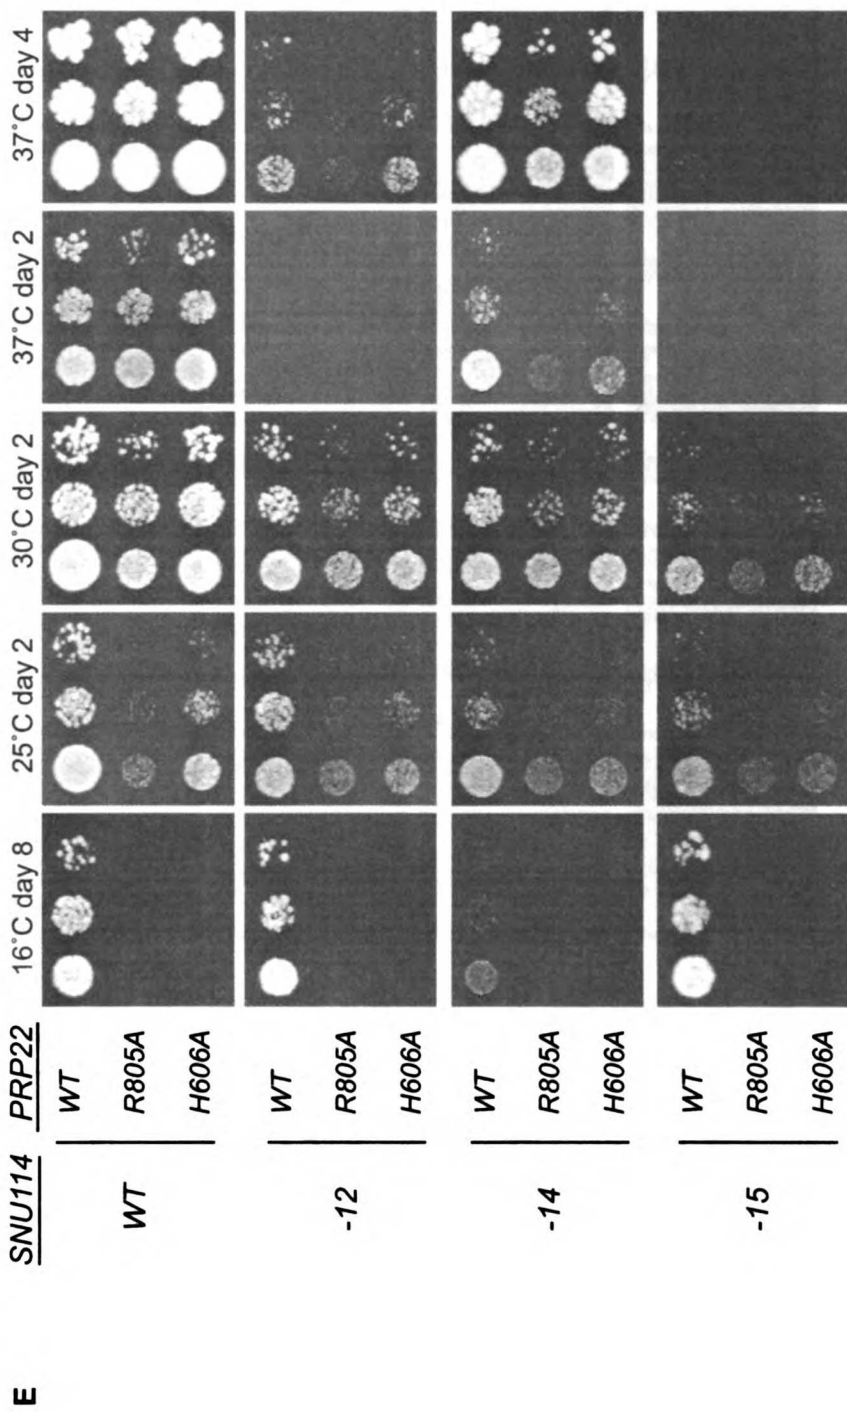 E
SNU114 PRP22 16°C day 8 25°C day 2 30°C day 2 37°C day 2 37°C day 4
WT
WT
R805A
H606A
-12
WT
R805A
H606A
-14
WT
R805A
H606A
-15
WT
R805A
H606A